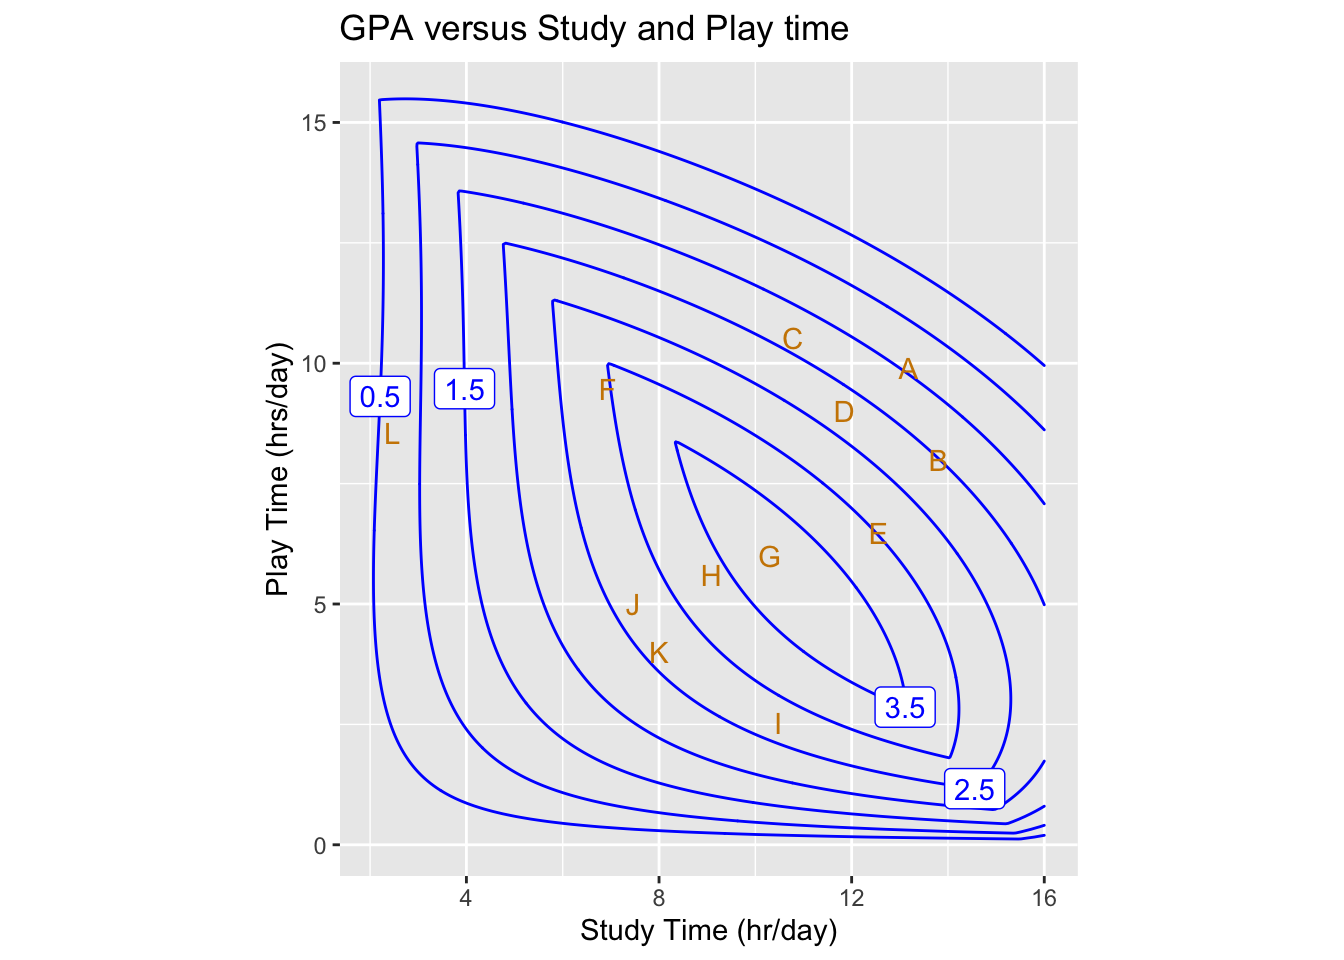 GPA versus Study and Play time
Play Time (hrs/day)
15
10
5
0
C
A
F
0.5
1.5
D
L
B
E
G
H
J
K
I
3.5
2.5
4
8
12
16
Study Time (hr/day)